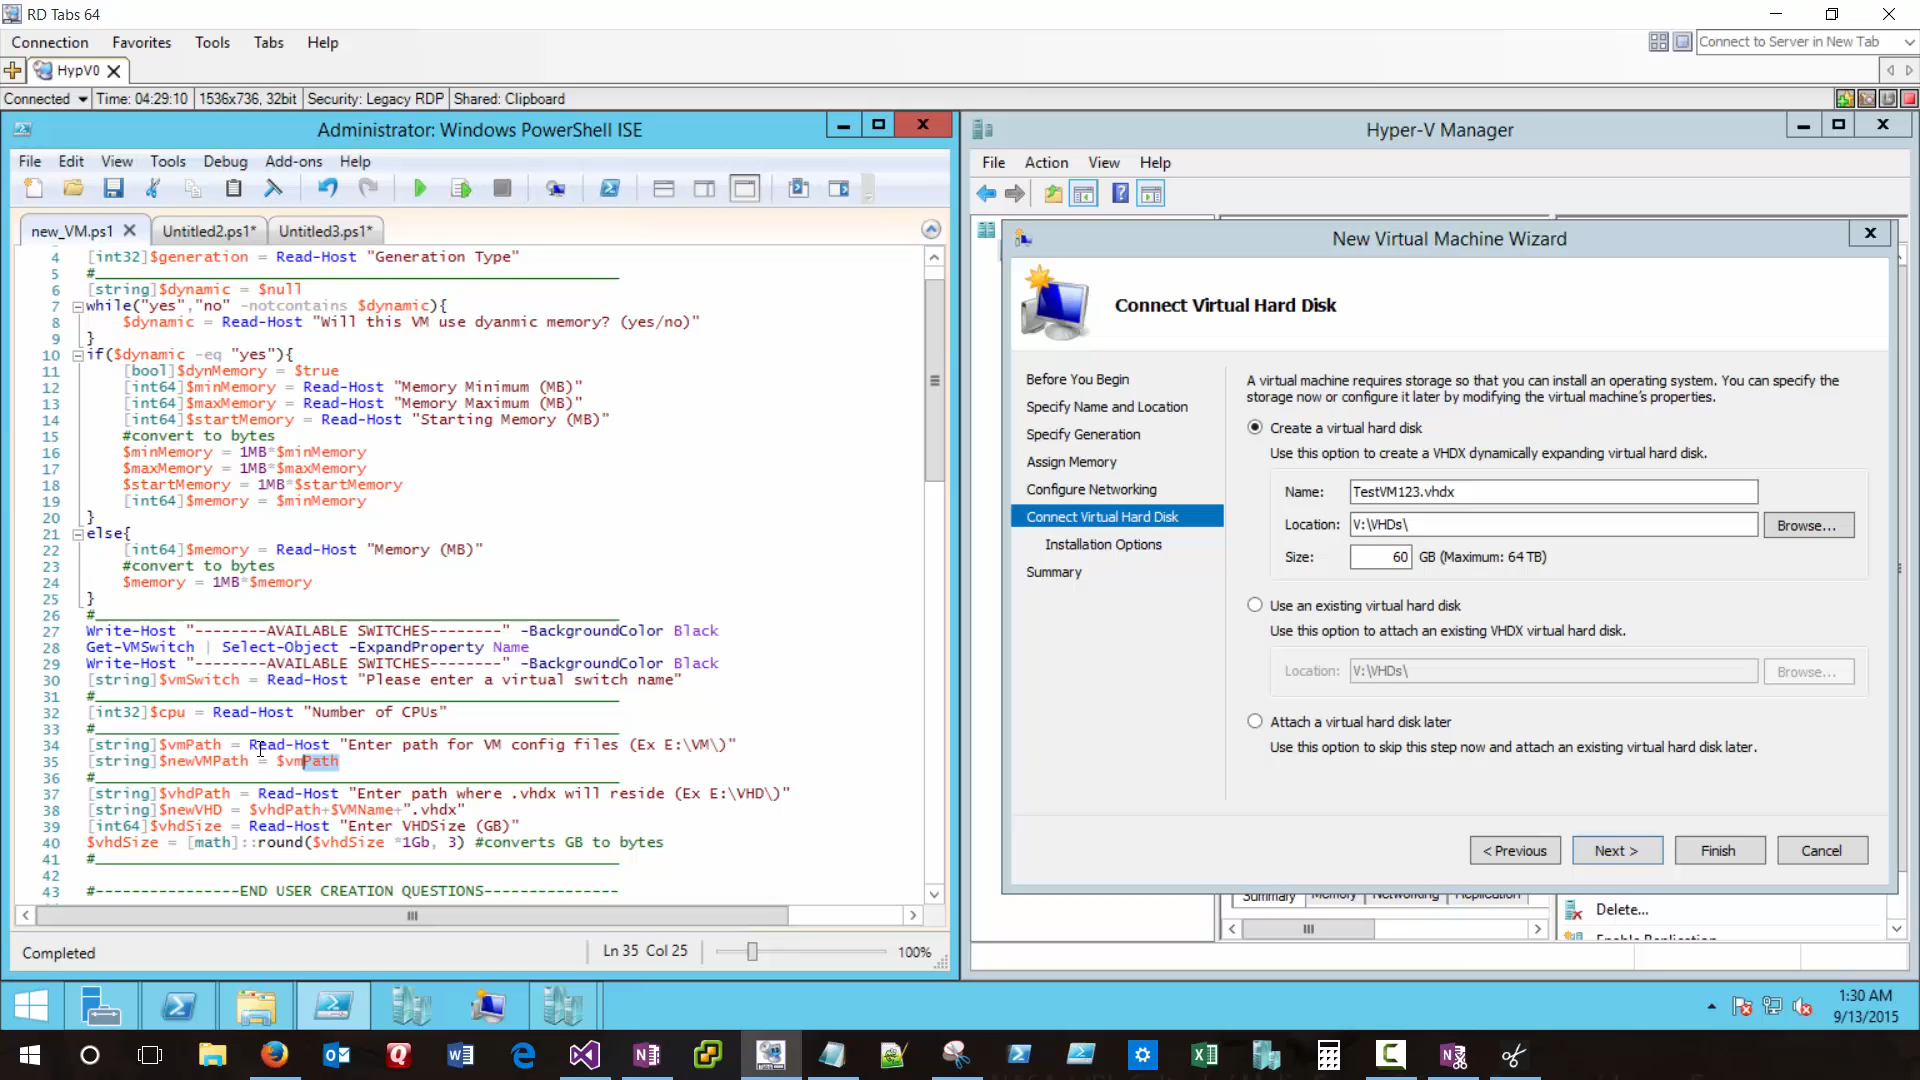 RD Tabs 64
Connection Favorites Tools Tabs Help
Connect to Server in New Tab
HypV0
Connected Time: 04:29:10 1536x736, 32bit Security: Legacy RDP Shared: Clipboard
Administrator: Windows PowerShell ISE
File Edit View Tools Debug Add-ons Help
new_VM.ps1 Untitled2.ps1* Untitled3.ps1*
4 [int32]$generation = Read-Host "Generation Type"
5 #__________________________________________________________
6 [string]$dynamic = $null
7 while("yes","no" -notcontains $dynamic){
8 $dynamic = Read-Host "Will this VM use dyanmic memory? (yes/no)"
9 }
10 if($dynamic -eq "yes"){
11 [bool]$dynMemory = $true
12 [int64]$minMemory = Read-Host "Memory Minimum (MB)"
13 [int64]$maxMemory = Read-Host "Memory Maximum (MB)"
14 [int64]$startMemory = Read-Host "Starting Memory (MB)"
15 #convert to bytes
16 $minMemory = 1MB*$minMemory
17 $maxMemory = 1MB*$maxMemory
18 $startMemory = 1MB*$startMemory
19 [int64]$memory = $minMemory
20 }
21 else{
22 [int64]$memory = Read-Host "Memory (MB)"
23 #convert to bytes
24 $memory = 1MB*$memory
25 }
26 #__________________________________________________________
27 Write-Host "--------AVAILABLE SWITCHES--------" -BackgroundColor Black
28 Get-VMSwitch | Select-Object -ExpandProperty Name
29 Write-Host "--------AVAILABLE SWITCHES--------" -BackgroundColor Black
30 [string]$vmSwitch = Read-Host "Please enter a virtual switch name"
31 #__________________________________________________________
32 [int32]$cpu = Read-Host "Number of CPUs"
33 #__________________________________________________________
34 [string]$vmPath = Read-Host "Enter path for VM config files (Ex E:\VM\)"
35 [string]$newVMPath = $vmPath
36 #__________________________________________________________
37 [string]$vhdPath = Read-Host "Enter path where .vhdx will reside (Ex E:\VHD\)"
38 [string]$newVHD = $vhdPath+$VMName+".vhdx"
39 [int64]$vhdSize = Read-Host "Enter VHDSize (GB)"
40 $vhdSize = [math]::round($vhdSize *1Gb, 3) #converts GB to bytes
41 #__________________________________________________________
42
43 #----------------END USER CREATION QUESTIONS---------------
Completed Ln 35 Col 25 100%
Hyper-V Manager
File Action View Help
New Virtual Machine Wizard
Connect Virtual Hard Disk
Before You Begin
Specify Name and Location
Specify Generation
Assign Memory
Configure Networking
Connect Virtual Hard Disk
Installation Options
Summary
A virtual machine requires storage so that you can install an operating system. You can specify the
storage now or configure it later by modifying the virtual machine's properties.
Create a virtual hard disk
Use this option to create a VHDX dynamically expanding virtual hard disk.
Name: TestVM123.vhdx
Location: V:\VHDs\ Browse...
Size: 60 GB (Maximum: 64 TB)
Use an existing virtual hard disk
Use this option to attach an existing VHDX virtual hard disk.
Location: V:\VHDs\ Browse...
Attach a virtual hard disk later
Use this option to skip this step now and attach an existing virtual hard disk later.
< Previous Next > Finish Cancel
Summary Memory Networking Replication
Delete...
Enable Replication
1:30 AM
9/13/2015